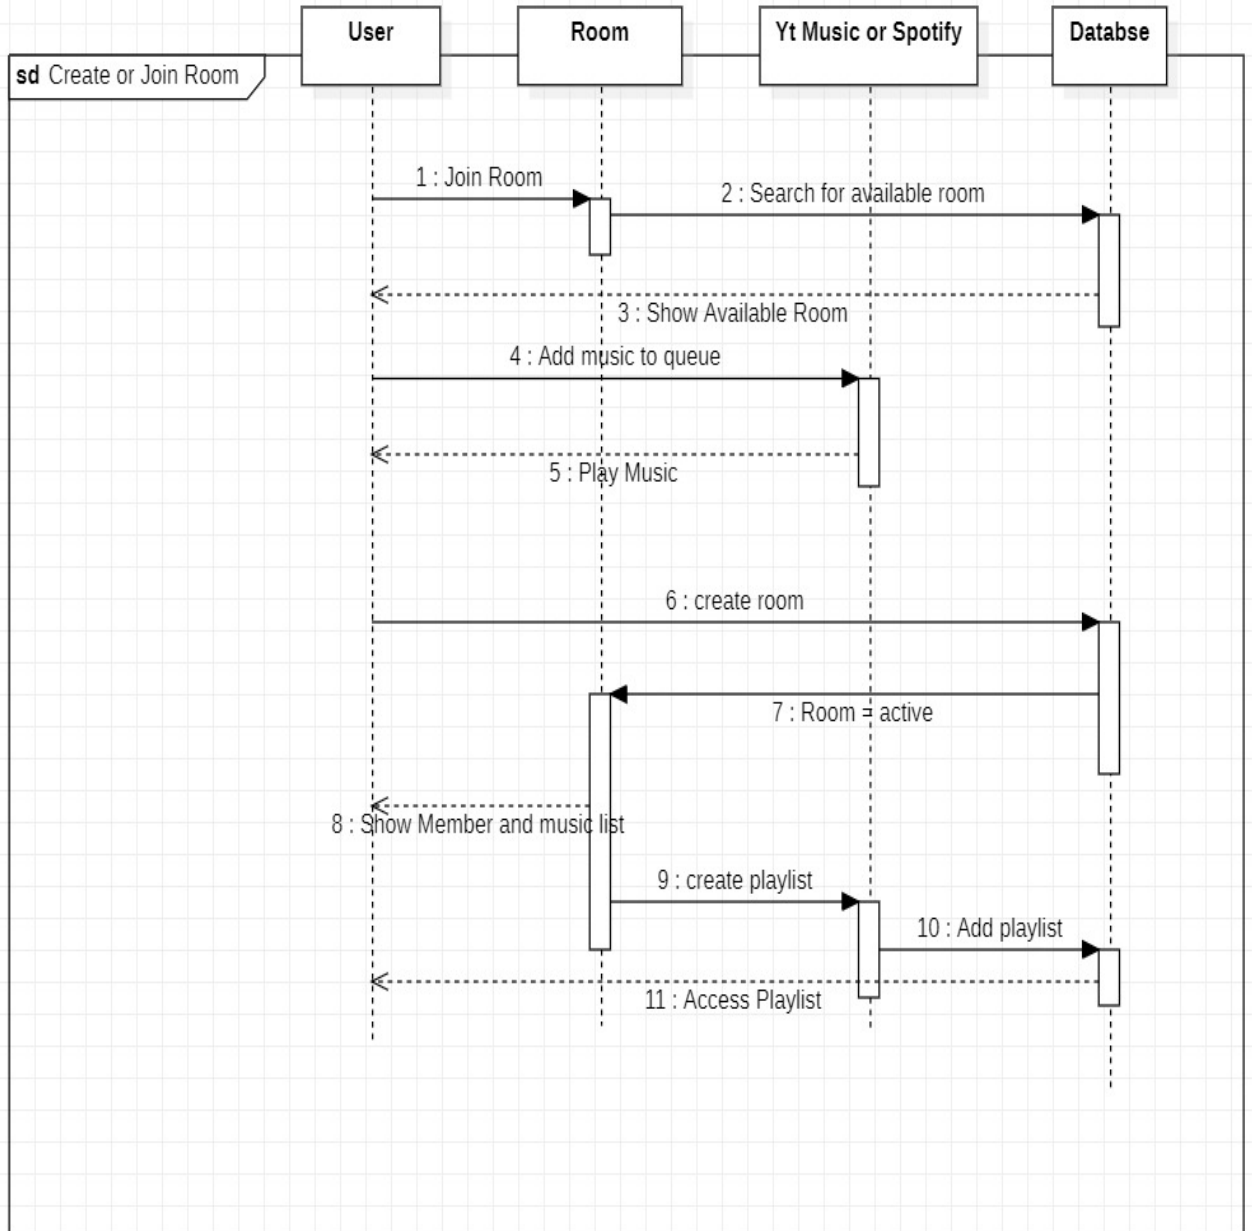 User
Room
Yt Music or Spotify
Databse
sd Create or Join Room
1 : Join Room
2 : Search for available room
3 : Show Available Room
4 : Add music to queue
5 : Play Music
6 : create room
7 : Room = active
8 : Show Member and music list
9 : create playlist
10 : Add playlist
11 : Access Playlist